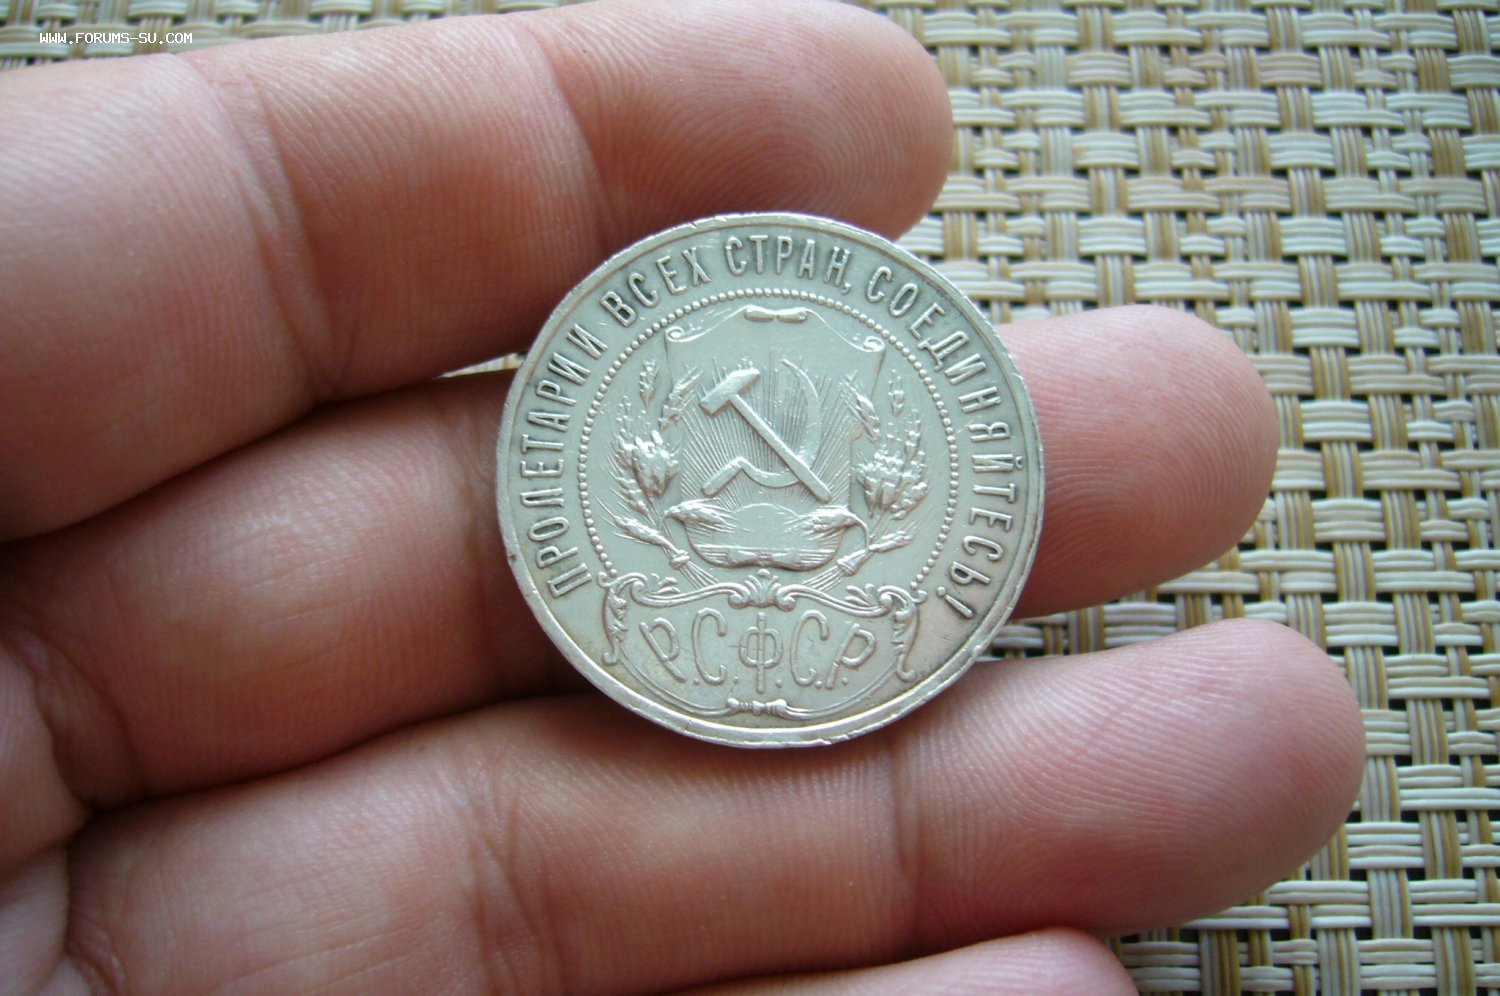 WWW.FORUMS-SU.COM
ПРОЛЕТАРИИ ВСЕХ СТРАН, СОЕДИНЯЙТЕСЬ!
Р.С.Ф.С.Р.